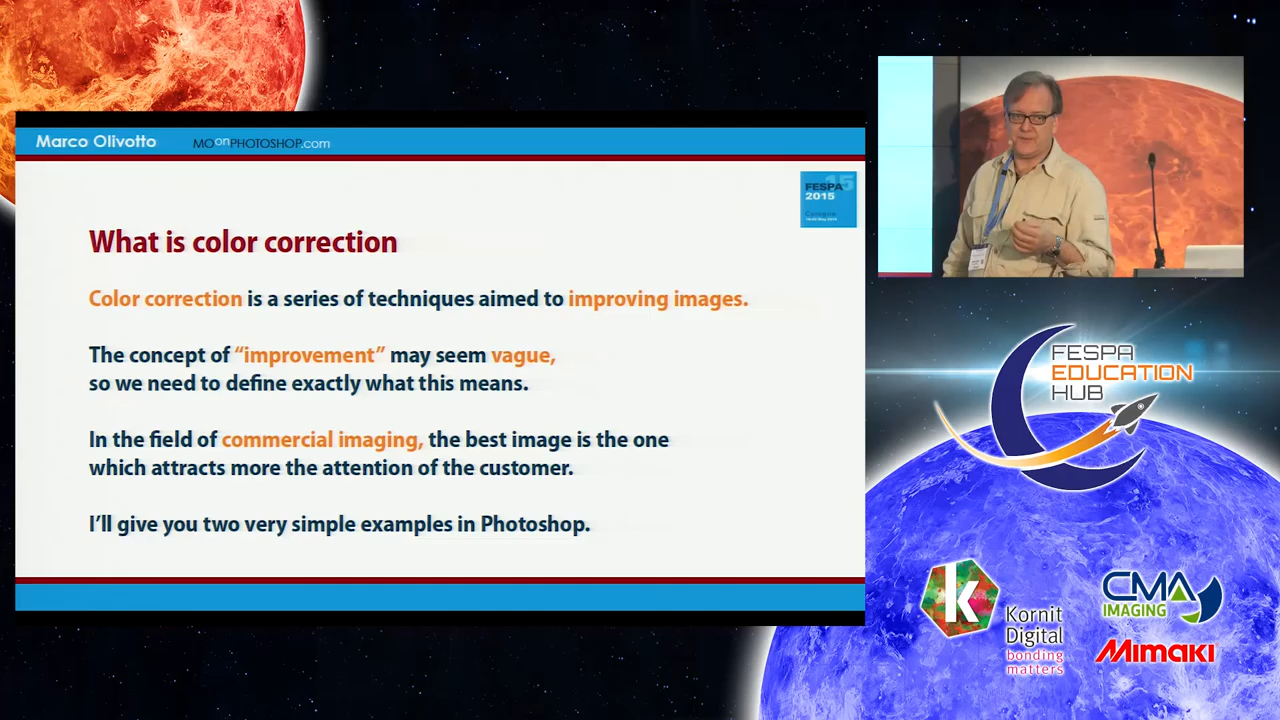 Marco Olivotto
MOonPHOTOSHOP.com
15
FESPA
2015
What is color correction
Color correction is a series of techniques aimed to improving images.
The concept of “improvement” may seem vague,
so we need to define exactly what this means.
In the field of commercial imaging, the best image is the one
which attracts more the attention of the customer.
I’ll give you two very simple examples in Photoshop.
FESPA
EDUCATION
HUB
k
Kornit
Digital
bonding
matters
CMA
IMAGING
Mimaki